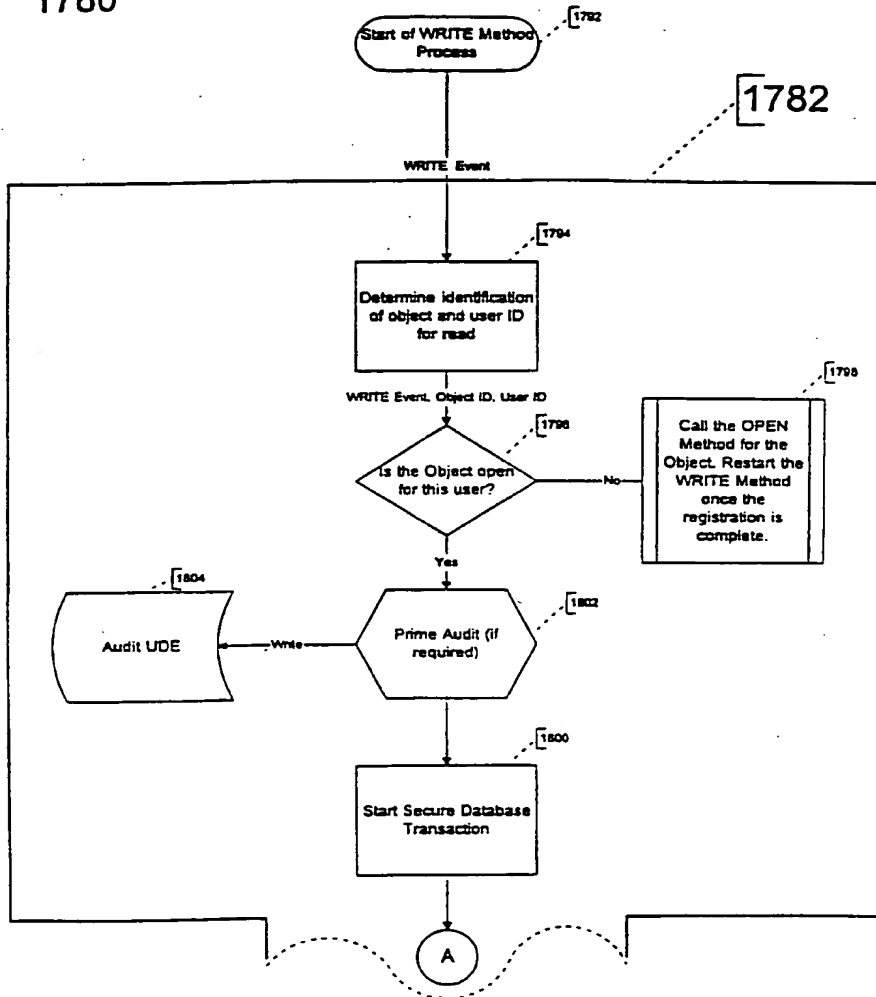 1780
Start of WRITE Method
Process
1792
1782
WRITE Event
1794
Determine identification
of object and user ID
for read
WRITE Event, Object ID, User ID
1796
Is the Object open
for this user?
No
1798
Call the OPEN
Method for the
Object. Restart the
WRITE Method
once the
registration is
complete.
Yes
1804
Audit UDE
Write
1802
Prime Audit (if
required)
1800
Start Secure Database
Transaction
A